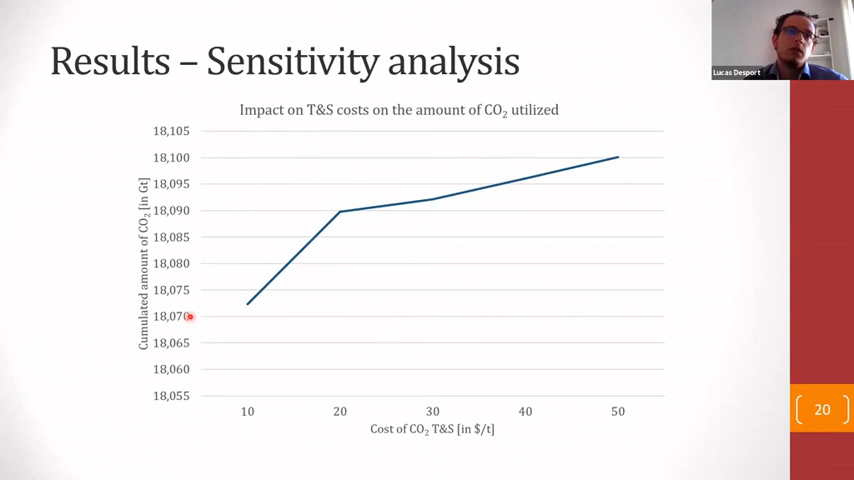 Results – Sensitivity analysis
Lucas Desport
Impact on T&S costs on the amount of CO₂ utilized
Cumulated amount of CO₂ [in Gt]
18,105
18,100
18,095
18,090
18,085
18,080
18,075
18,070
18,065
18,060
18,055
10 20 30 40 50
Cost of CO₂ T&S [in $/t]
20